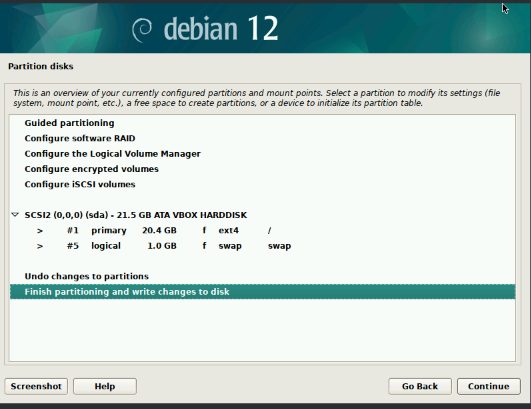 debian 12
Partition disks
This is an overview of your currently configured partitions and mount points. Select a partition to modify its settings (file
system, mount point, etc.), a free space to create partitions, or a device to initialize its partition table.
Guided partitioning
Configure software RAID
Configure the Logical Volume Manager
Configure encrypted volumes
Configure iSCSI volumes
SCSI2 (0,0,0) (sda) - 21.5 GB ATA VBOX HARDDISK
> #1 primary 20.4 GB f ext4 /
> #5 logical 1.0 GB f swap swap
Undo changes to partitions
Finish partitioning and write changes to disk
Screenshot Help Go Back Continue